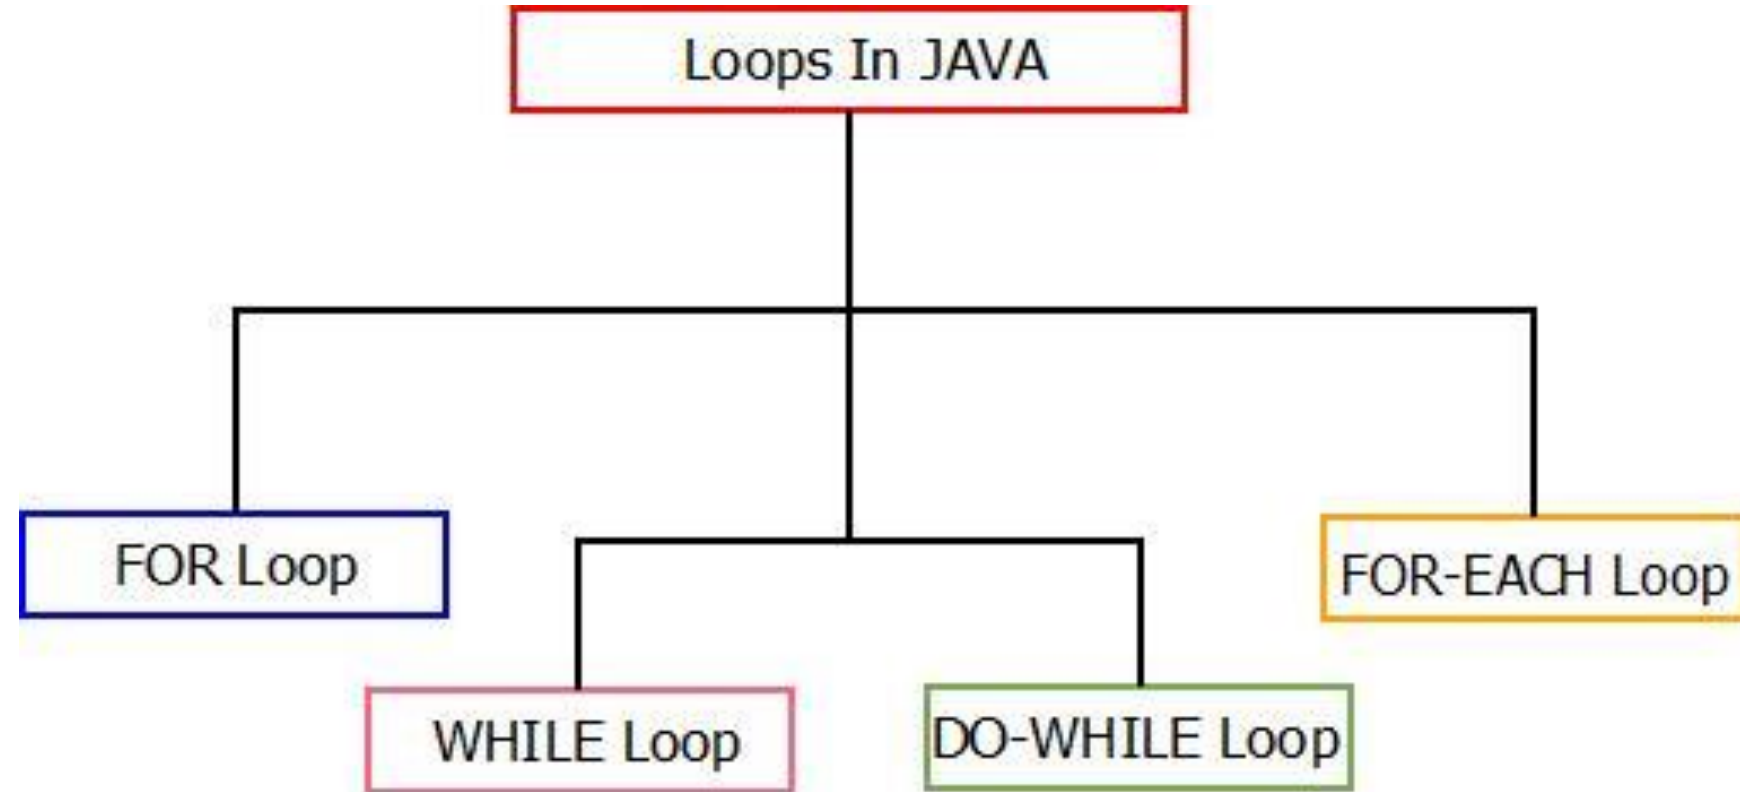 Loops In JAVA
FOR Loop
FOR-EACH Loop
WHILE Loop
DO-WHILE Loop